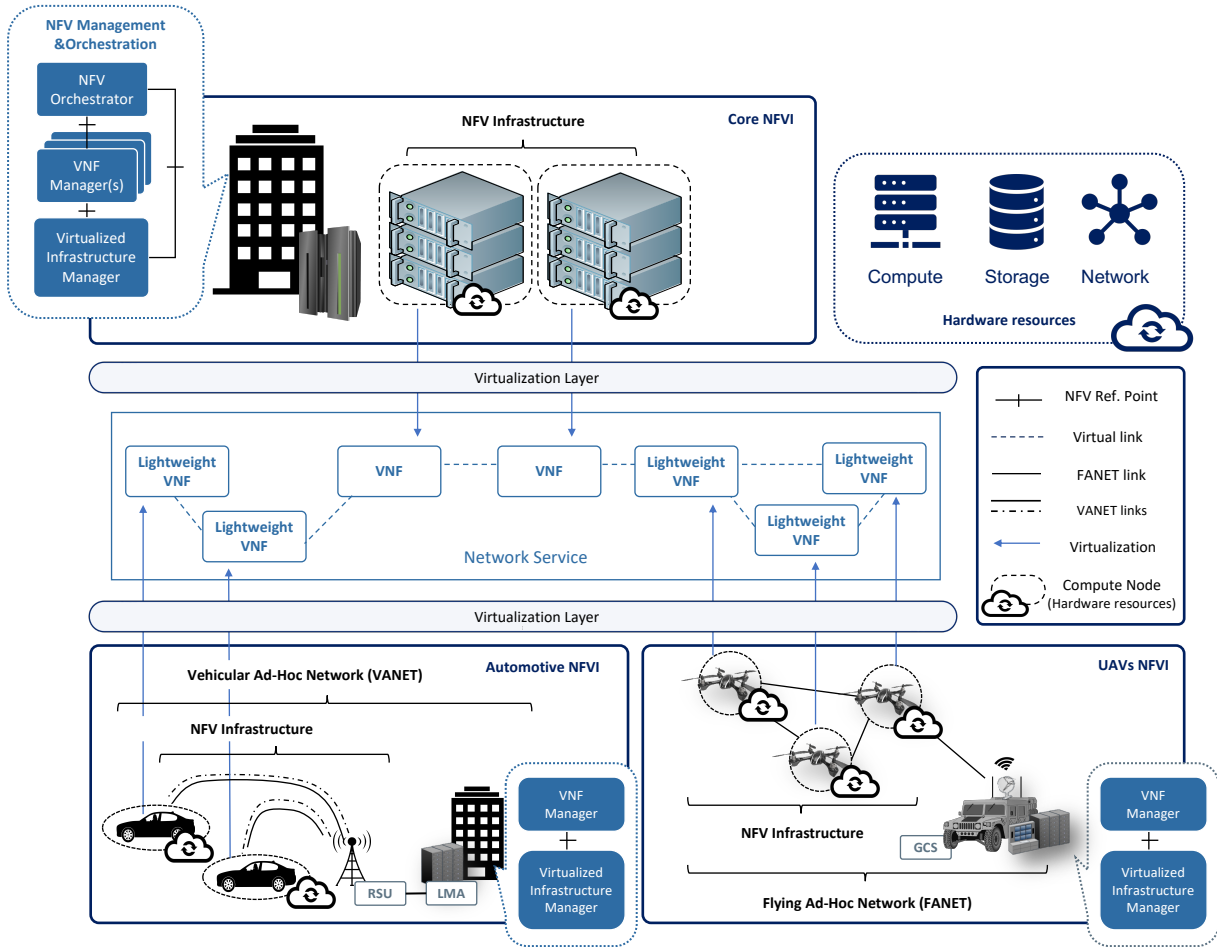 NFV Management
&Orchestration
NFV
Orchestrator
VNF
Manager(s)
Virtualized
Infrastructure
Manager
NFV Infrastructure
Core NFVI
Compute
Storage
Network
Hardware resources
Virtualization Layer
NFV Ref. Point
Virtual link
FANET link
VANET links
Virtualization
Compute Node
(Hardware resources)
Lightweight
VNF
Lightweight
VNF
VNF
VNF
Lightweight
VNF
Lightweight
VNF
Lightweight
VNF
Network Service
Virtualization Layer
Automotive NFVI
Vehicular Ad-Hoc Network (VANET)
NFV Infrastructure
RSU
LMA
VNF
Manager
Virtualized
Infrastructure
Manager
UAVs NFVI
NFV Infrastructure
GCS
Flying Ad-Hoc Network (FANET)
VNF
Manager
Virtualized
Infrastructure
Manager